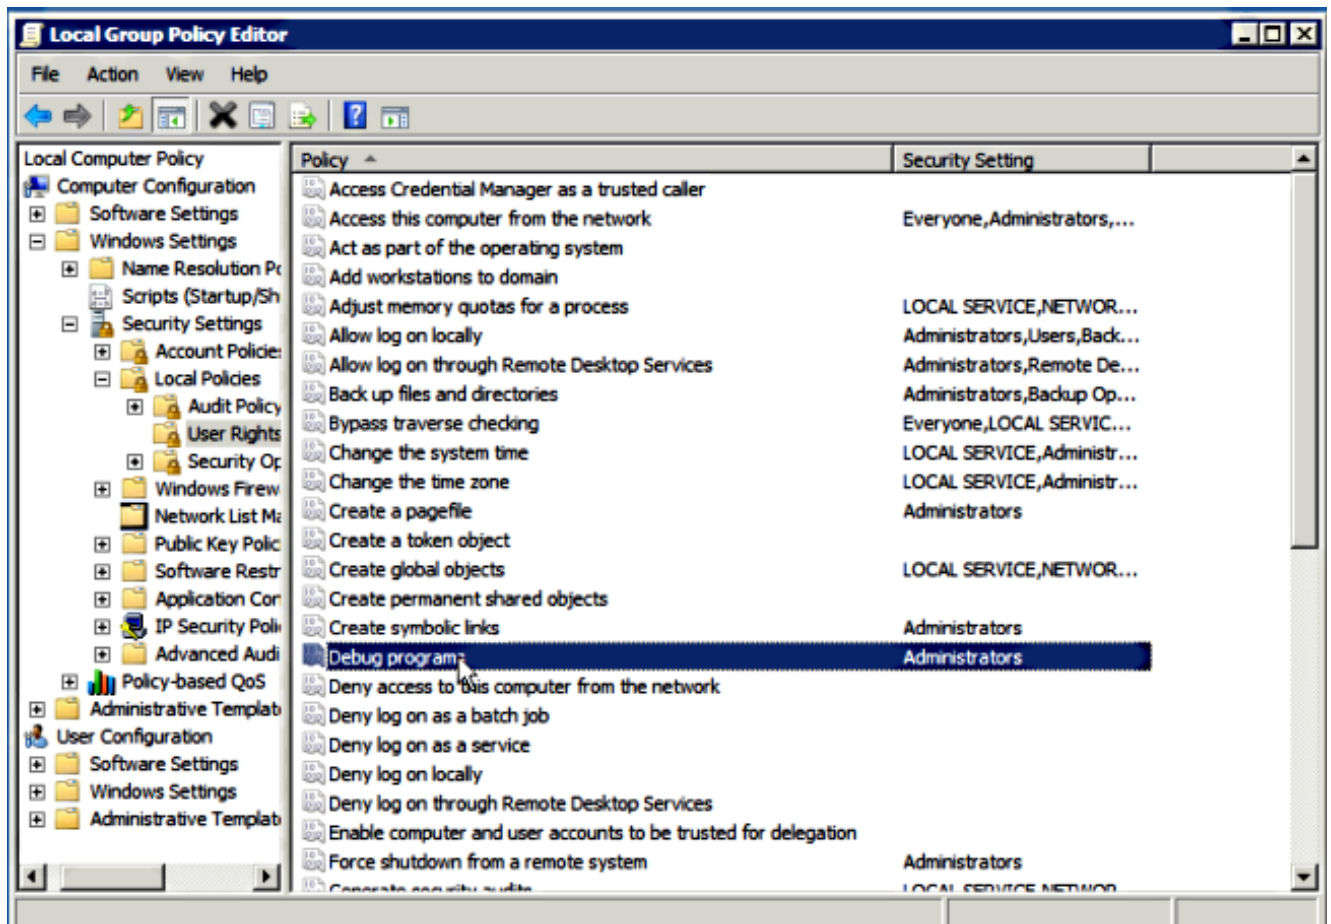 Local Group Policy Editor
File Action View Help
Local Computer Policy
Computer Configuration
Software Settings
Windows Settings
Name Resolution Po
Scripts (Startup/Sh
Security Settings
Account Policies
Local Policies
Audit Policy
User Rights
Security Op
Windows Firew
Network List Ma
Public Key Polic
Software Restr
Application Con
IP Security Poli
Advanced Audi
Policy-based QoS
Administrative Templat
User Configuration
Software Settings
Windows Settings
Administrative Templat
Policy Security Setting
Access Credential Manager as a trusted caller
Access this computer from the network Everyone,Administrators,...
Act as part of the operating system
Add workstations to domain
Adjust memory quotas for a process LOCAL SERVICE,NETWOR...
Allow log on locally Administrators,Users,Back...
Allow log on through Remote Desktop Services Administrators,Remote De...
Back up files and directories Administrators,Backup Op...
Bypass traverse checking Everyone,LOCAL SERVIC...
Change the system time LOCAL SERVICE,Administr...
Change the time zone LOCAL SERVICE,Administr...
Create a pagefile Administrators
Create a token object
Create global objects LOCAL SERVICE,NETWOR...
Create permanent shared objects
Create symbolic links Administrators
Debug programs Administrators
Deny access to this computer from the network
Deny log on as a batch job
Deny log on as a service
Deny log on locally
Deny log on through Remote Desktop Services
Enable computer and user accounts to be trusted for delegation
Force shutdown from a remote system Administrators
Generate security audits LOCAL SERVICE,NETWOR